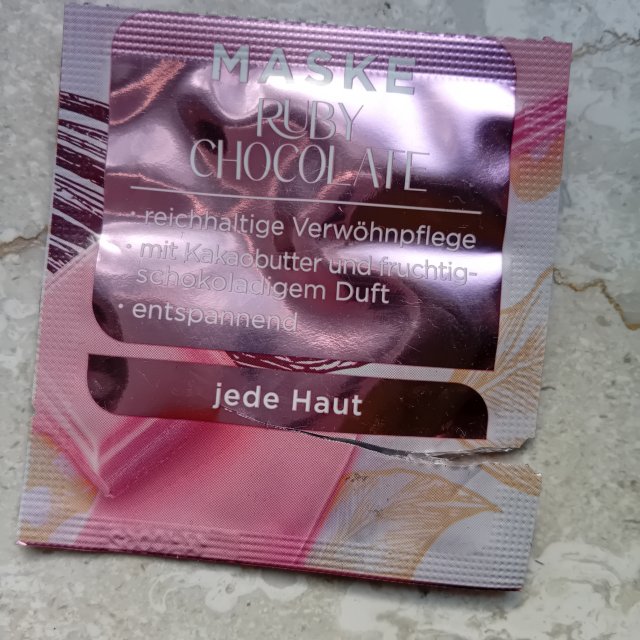 MASKE
RUBY
CHOCOLATE
· reichhaltige Verwöhnpflege
· mit Kakaobutter und fruchtig-
schokoladigem Duft
· entspannend
jede Haut